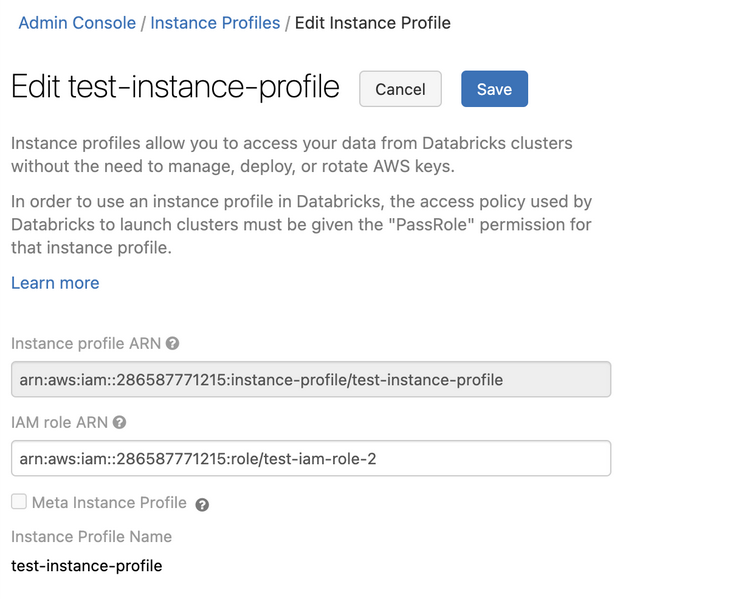 Admin Console / Instance Profiles / Edit Instance Profile
Edit test-instance-profile Cancel Save
Instance profiles allow you to access your data from Databricks clusters
without the need to manage, deploy, or rotate AWS keys.
In order to use an instance profile in Databricks, the access policy used by
Databricks to launch clusters must be given the "PassRole" permission for
that instance profile.
Learn more
Instance profile ARN ?
arn:aws:iam::286587771215:instance-profile/test-instance-profile
IAM role ARN ?
arn:aws:iam::286587771215:role/test-iam-role-2
Meta Instance Profile ?
Instance Profile Name
test-instance-profile